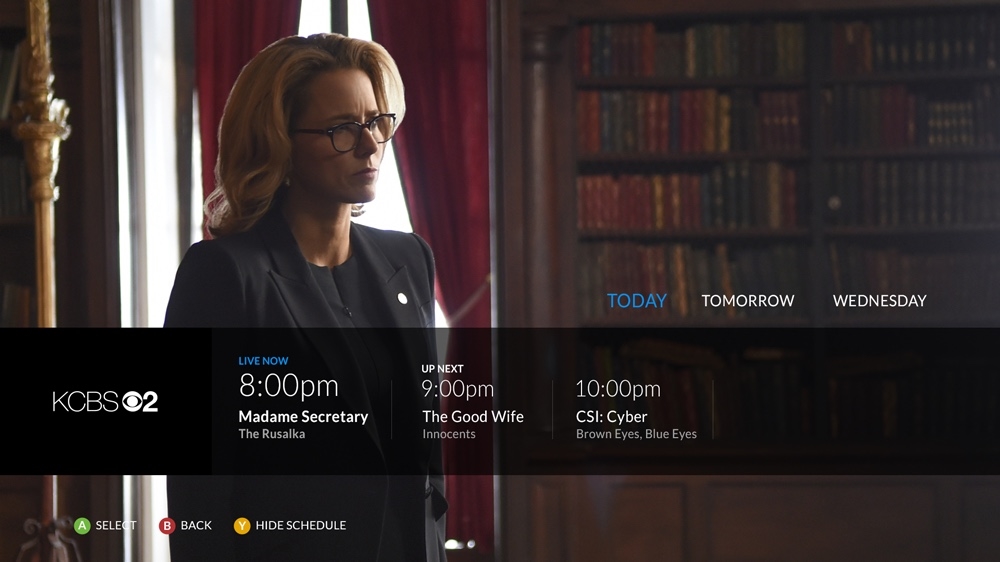 TODAY TOMORROW WEDNESDAY
KCBS 2
LIVE NOW
8:00pm
Madame Secretary
The Rusalka
UP NEXT
9:00pm
The Good Wife
Innocents
10:00pm
CSI: Cyber
Brown Eyes, Blue Eyes
A SELECT B BACK Y HIDE SCHEDULE